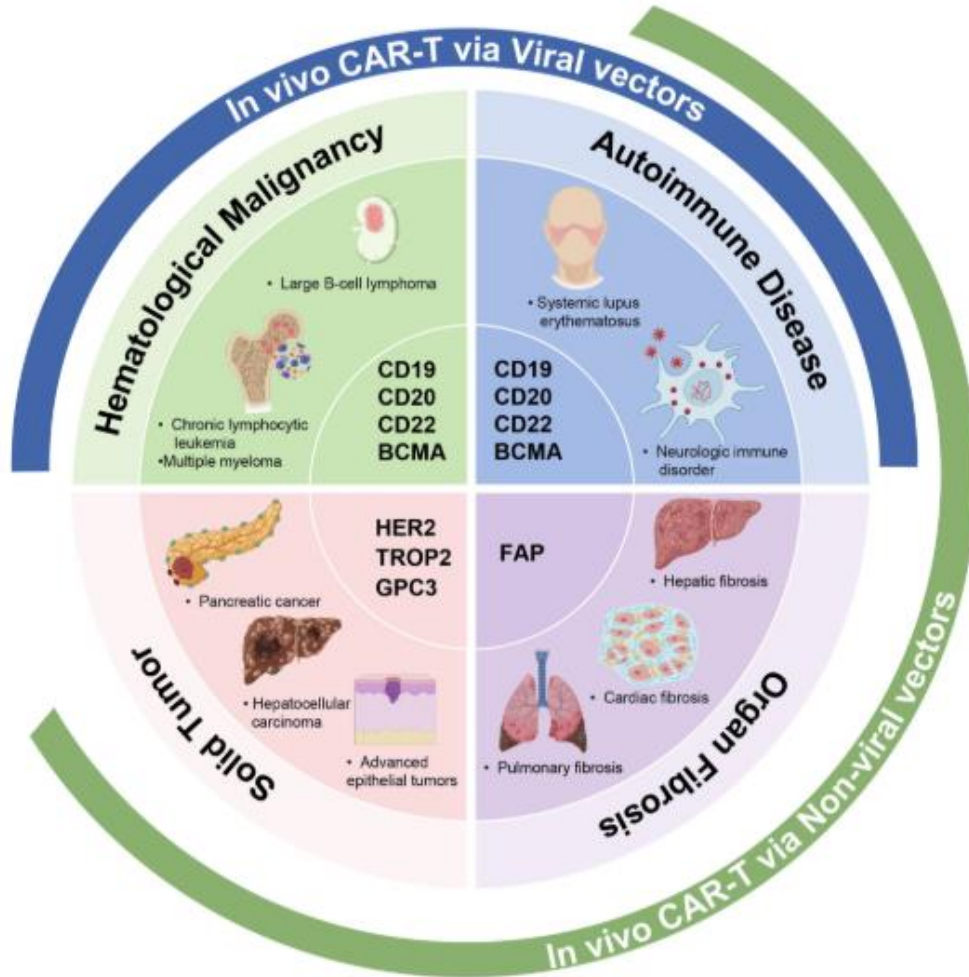 In vivo CAR-T via Viral vectors
Hematological Malignancy
• Large B-cell lymphoma
• Chronic lymphocytic
leukemia
•Multiple myeloma
CD19
CD20
CD22
BCMA
Autoimmune Disease
• Systemic lupus
erythematosus
• Neurologic immune
disorder
CD19
CD20
CD22
BCMA
Solid Tumor
• Pancreatic cancer
• Hepatocellular
carcinoma
• Advanced
epithelial tumors
HER2
TROP2
GPC3
Organ Fibrosis
FAP
• Hepatic fibrosis
• Cardiac fibrosis
• Pulmonary fibrosis
In vivo CAR-T via Non-viral vectors